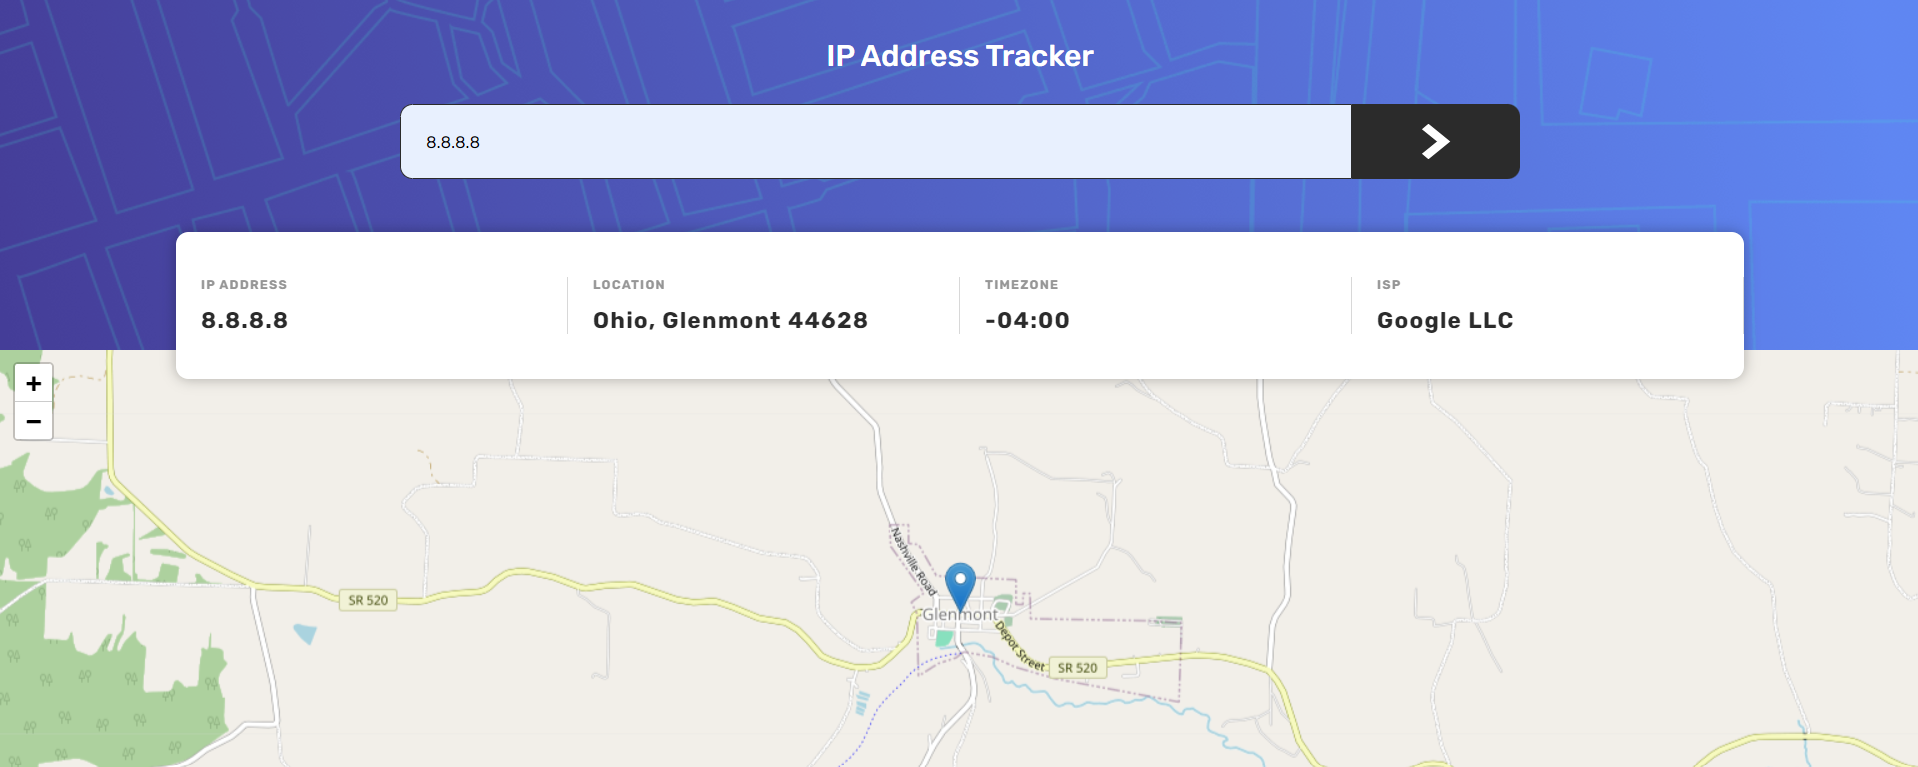 IP Address Tracker
8.8.8.8
IP ADDRESS
8.8.8.8
LOCATION
Ohio, Glenmont 44628
TIMEZONE
-04:00
ISP
Google LLC
+
−
Nashville Road
SR 520
Glenmont
Depot Street
SR 520